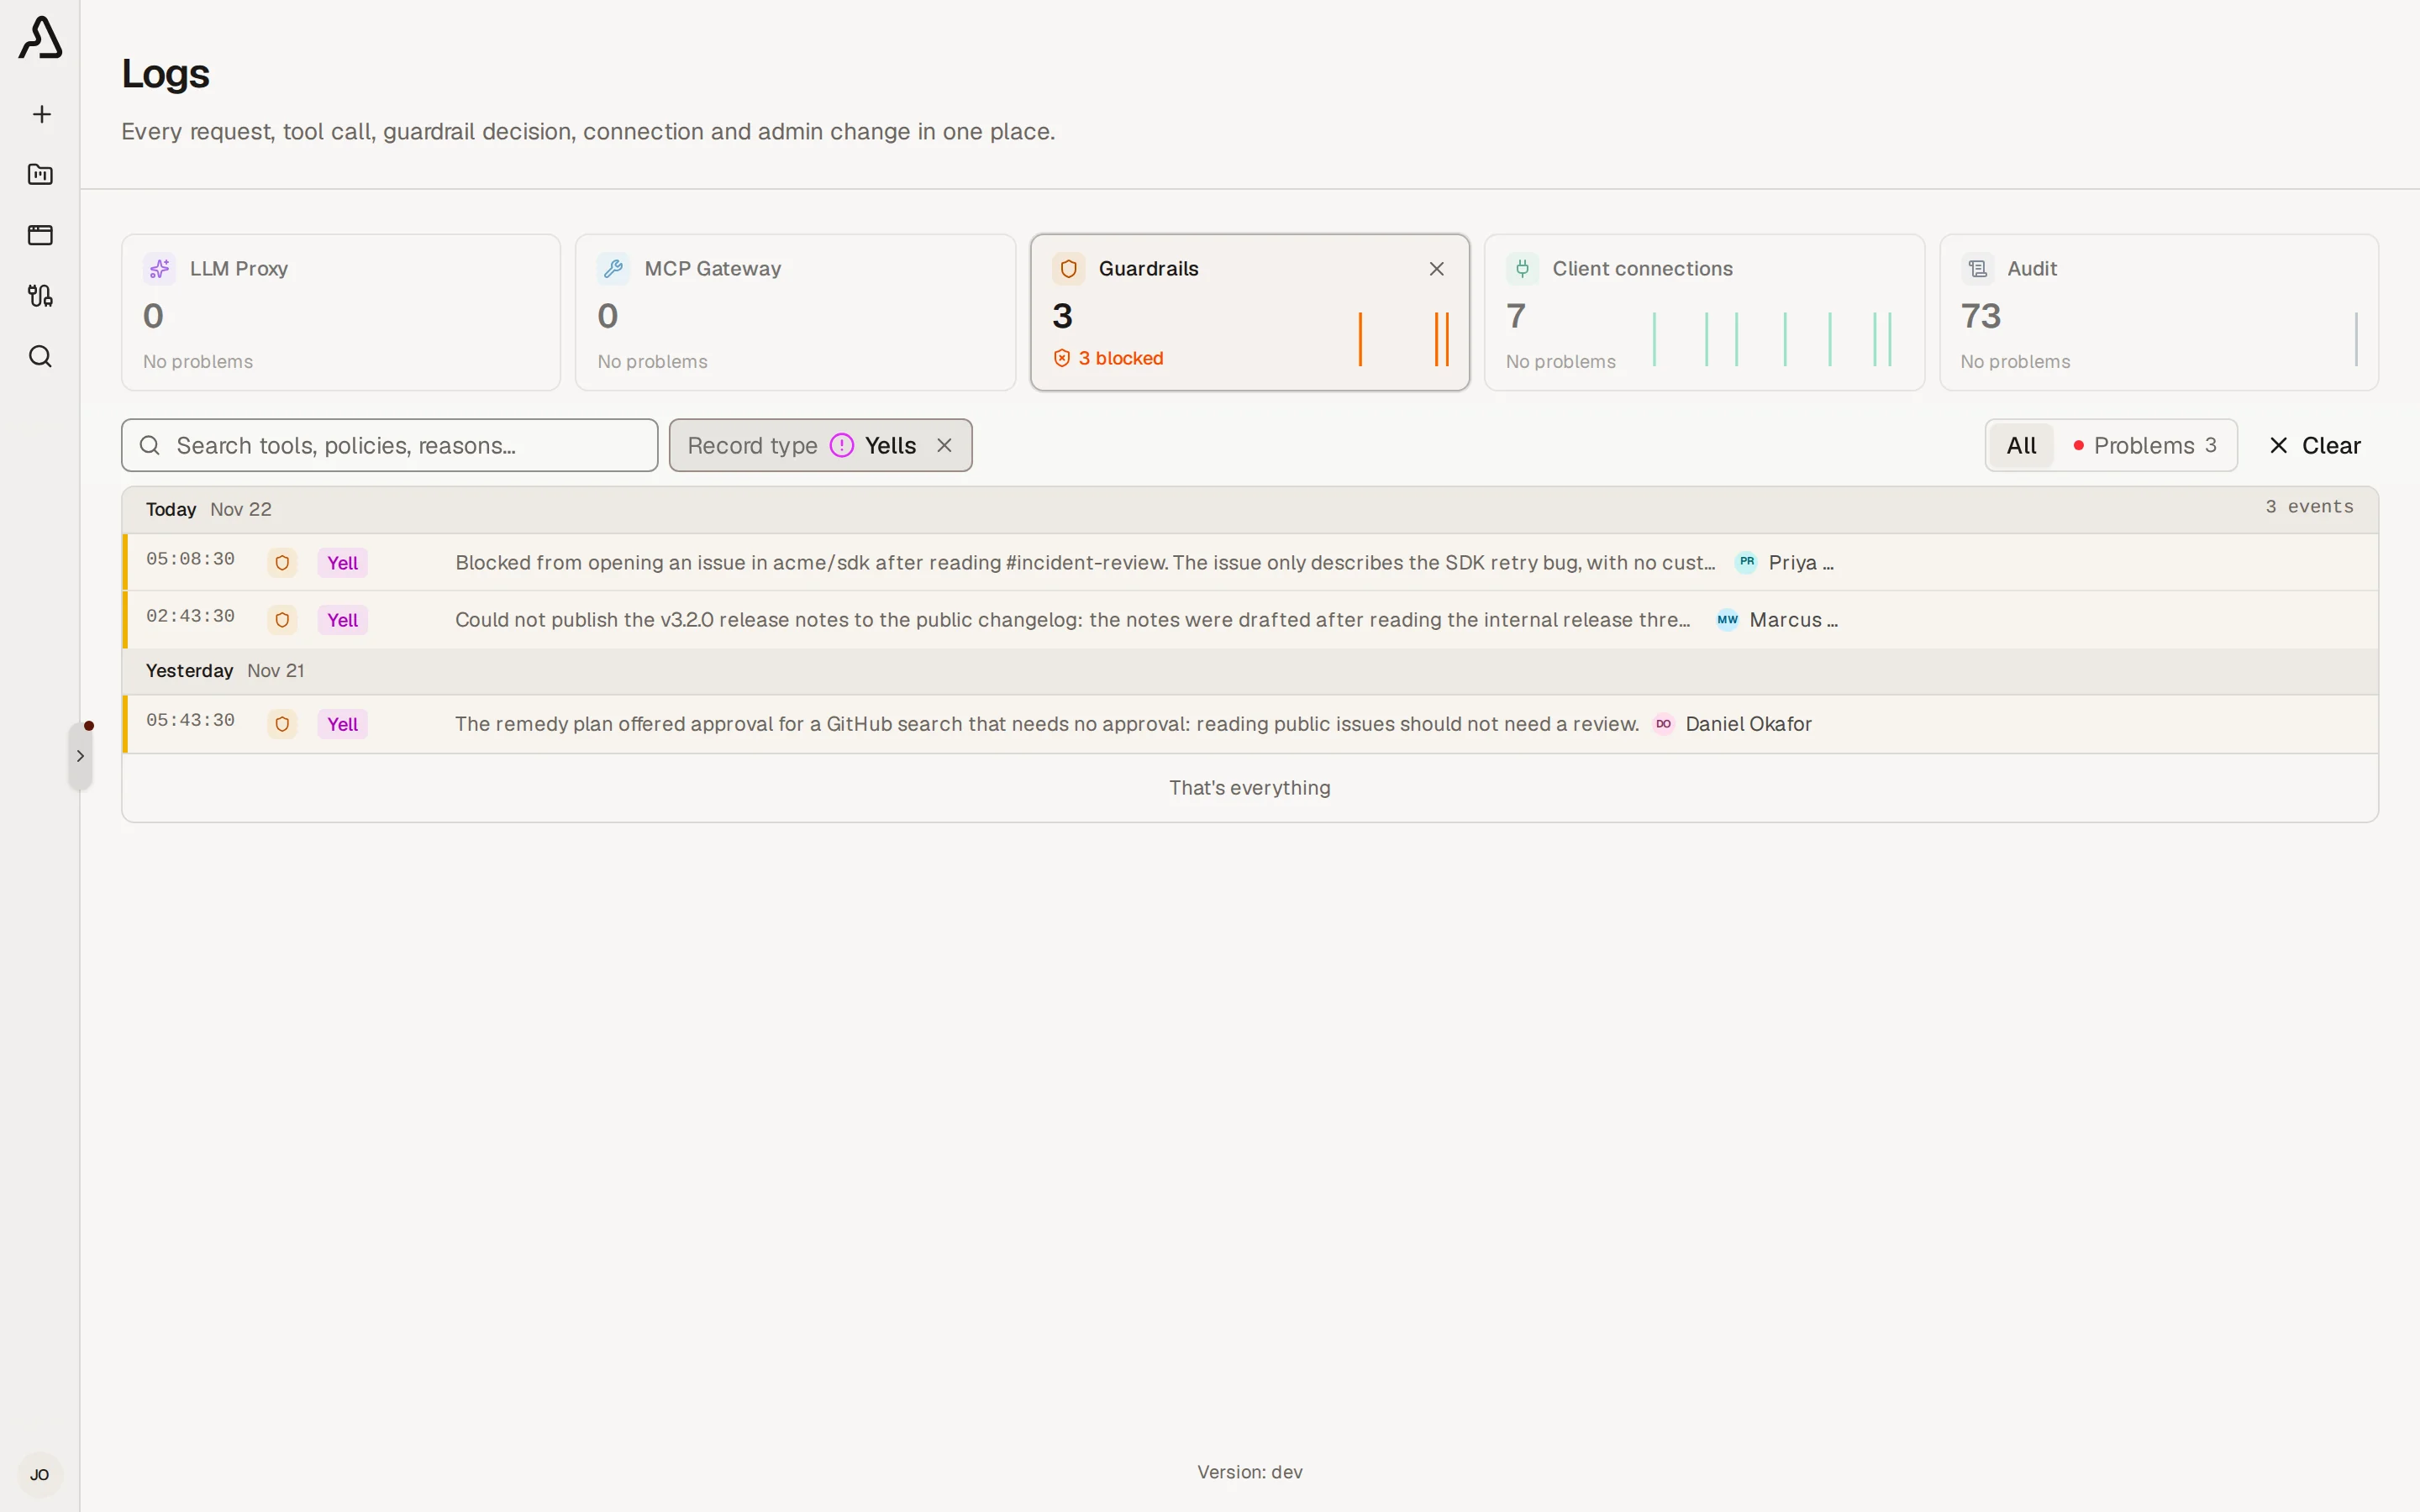 Logs
Every request, tool call, guardrail decision, connection and admin change in one place.
LLM Proxy
0
No problems
MCP Gateway
0
No problems
Guardrails
3
3 blocked
Client connections
7
No problems
Audit
73
No problems
Search tools, policies, reasons...
Record type Yells
All
Problems 3
Clear
Today Nov 22
3 events
05:08:30 Yell Blocked from opening an issue in acme/sdk after reading #incident-review. The issue only describes the SDK retry bug, with no cust... PR Priya ...
02:43:30 Yell Could not publish the v3.2.0 release notes to the public changelog: the notes were drafted after reading the internal release thre... MW Marcus ...
Yesterday Nov 21
05:43:30 Yell The remedy plan offered approval for a GitHub search that needs no approval: reading public issues should not need a review. DO Daniel Okafor
That's everything
JO
Version: dev